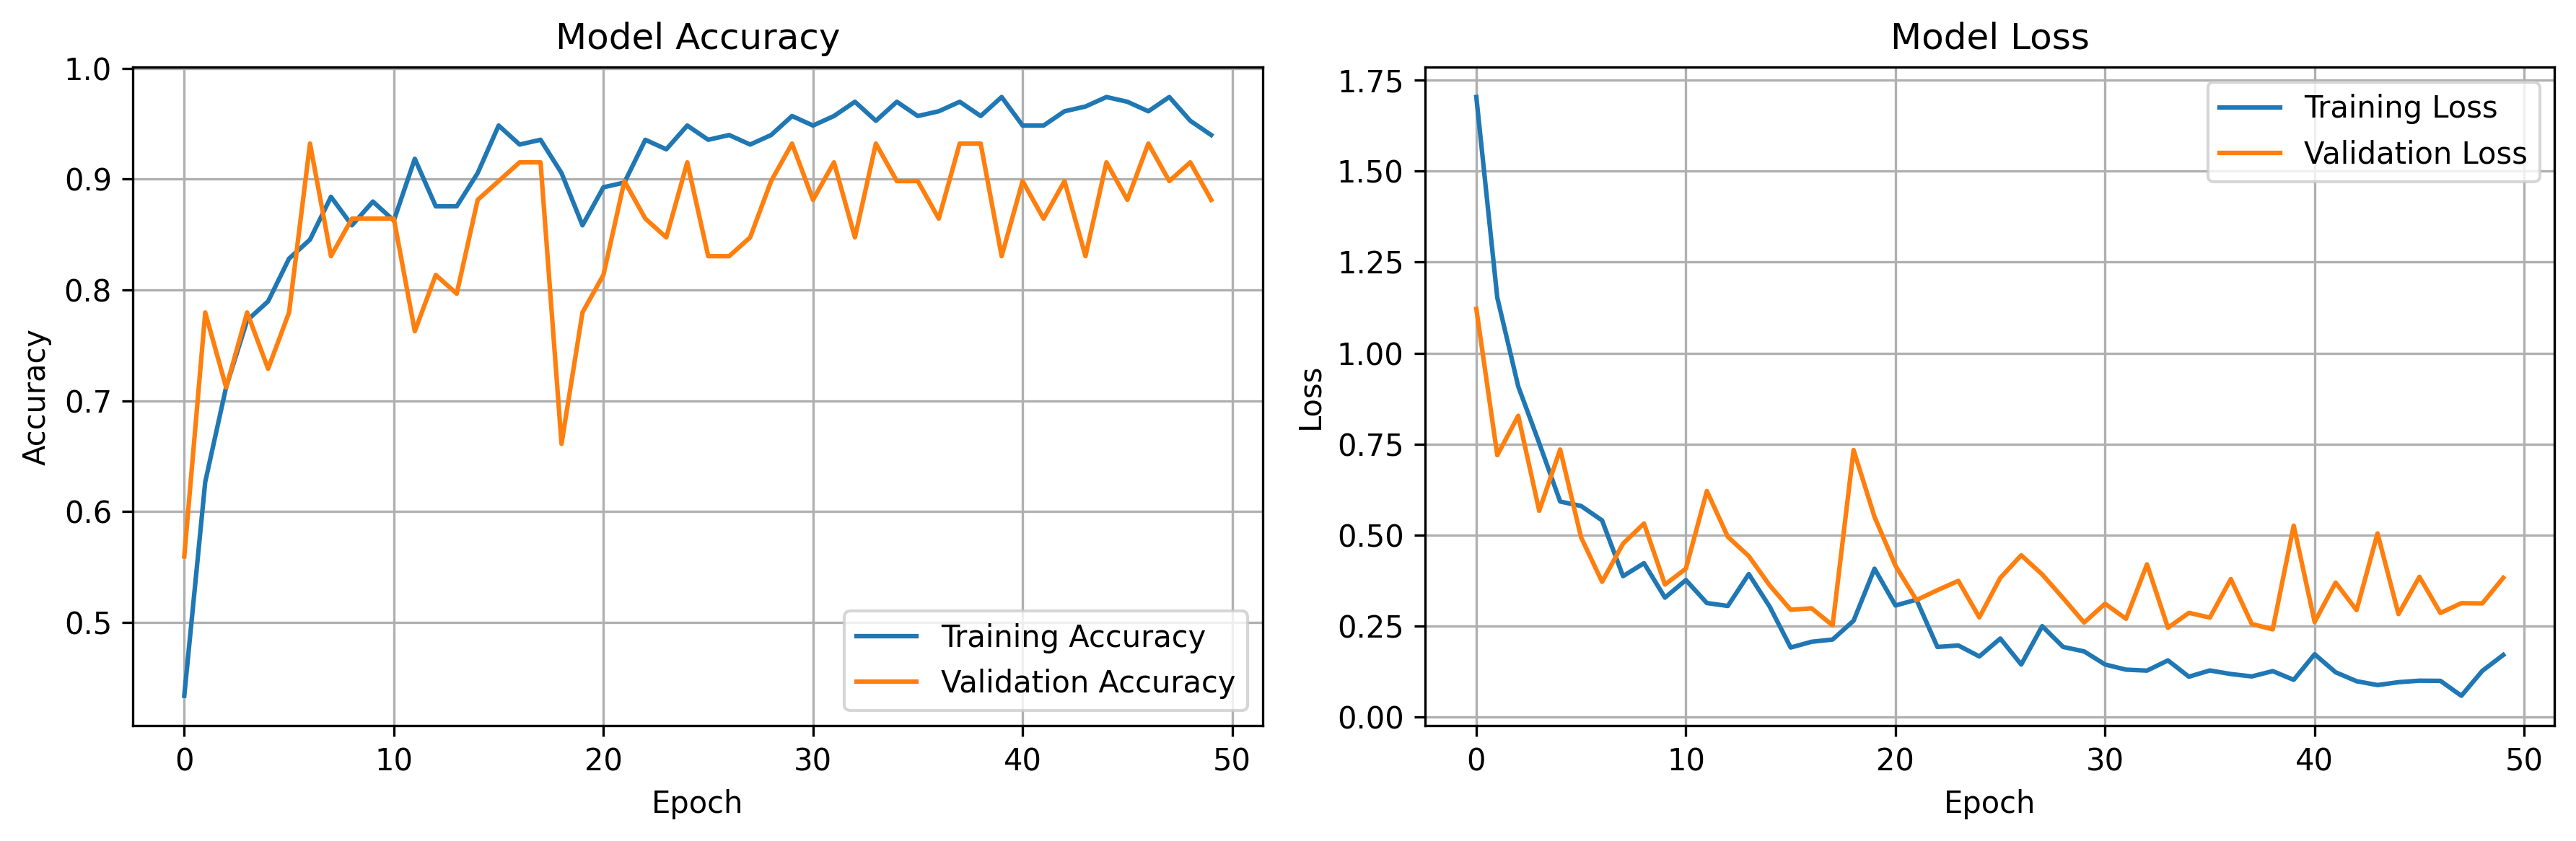 Model Accuracy
1.0
0.9
0.8
0.7
0.6
0.5
Accuracy
0 10 20 30 40 50
Epoch
Training Accuracy
Validation Accuracy
Model Loss
1.75
1.50
1.25
1.00
0.75
0.50
0.25
0.00
Loss
0 10 20 30 40 50
Epoch
Training Loss
Validation Loss